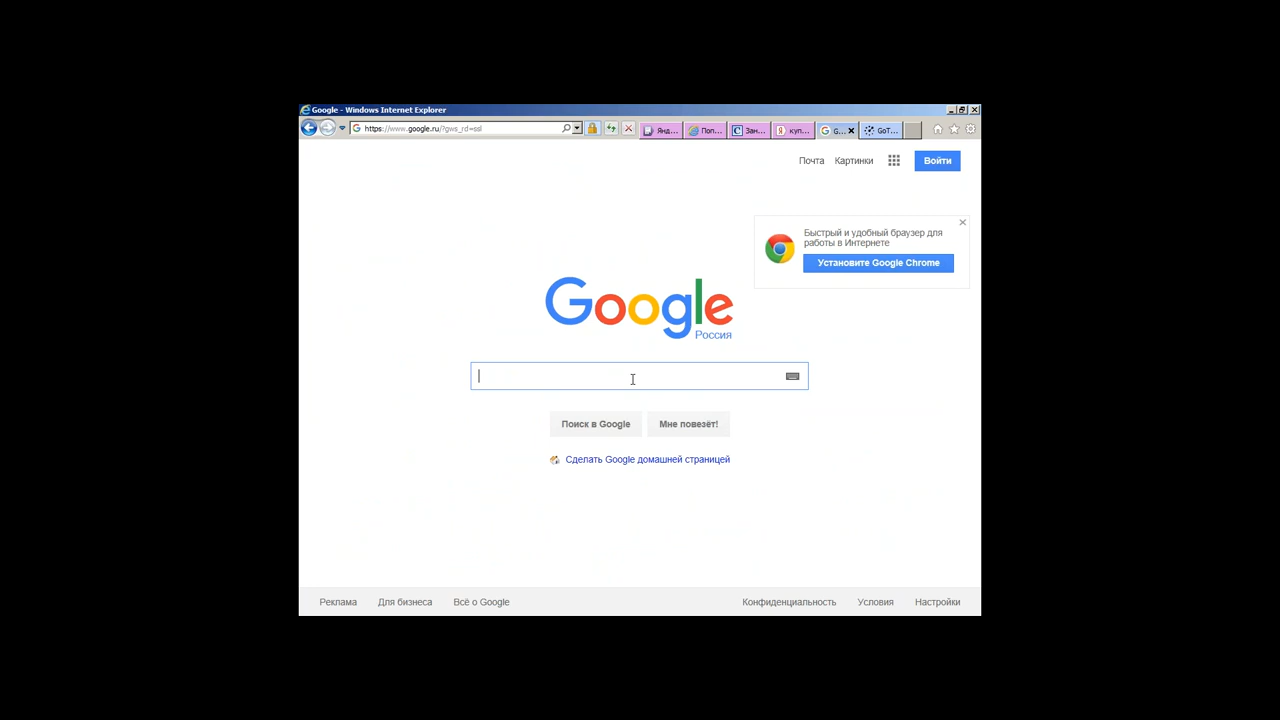 Google - Windows Internet Explorer
https://www.google.ru/?gws_rd=ssl
Янд...
Поп...
Зан...
куп...
G...
GoT...
Почта
Картинки
Войти
Быстрый и удобный браузер для
работы в Интернете
Установите Google Chrome
Google
Россия
Поиск в Google
Мне повезёт!
Сделать Google домашней страницей
Реклама
Для бизнеса
Всё о Google
Конфиденциальность
Условия
Настройки